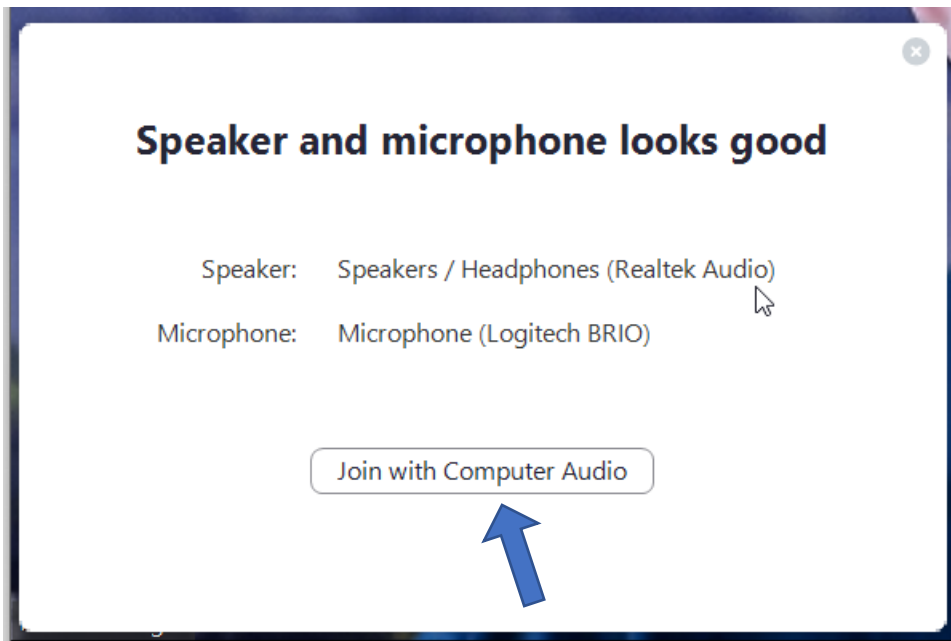 Speaker and microphone looks good
Speaker: Speakers / Headphones (Realtek Audio)
Microphone: Microphone (Logitech BRIO)
Join with Computer Audio